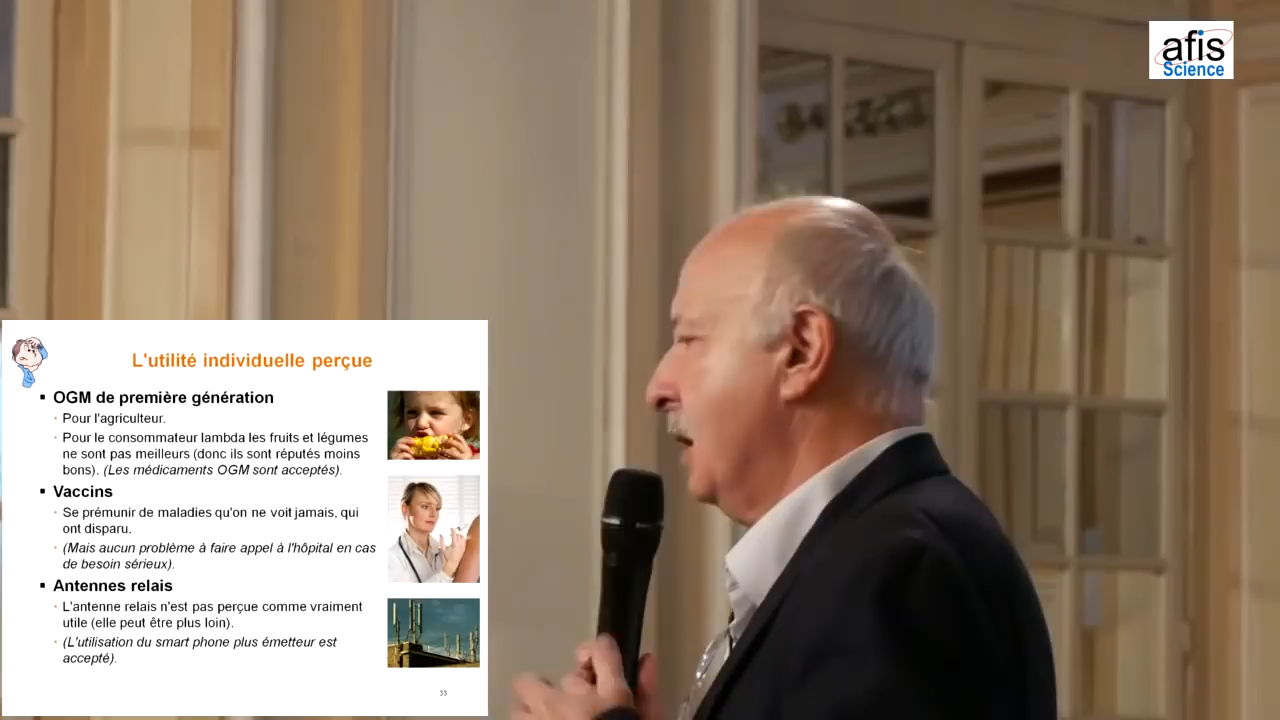 afis
Science
L'utilité individuelle perçue
▪ OGM de première génération
• Pour l'agriculteur.
• Pour le consommateur lambda les fruits et légumes
ne sont pas meilleurs (donc ils sont réputés moins
bons). (Les médicaments OGM sont acceptés).
▪ Vaccins
• Se prémunir de maladies qu'on ne voit jamais, qui
ont disparu.
• (Mais aucun problème à faire appel à l'hôpital en cas
de besoin sérieux).
▪ Antennes relais
• L'antenne relais n'est pas perçue comme vraiment
utile (elle peut être plus loin).
• (L'utilisation du smart phone plus émetteur est
accepté).
33